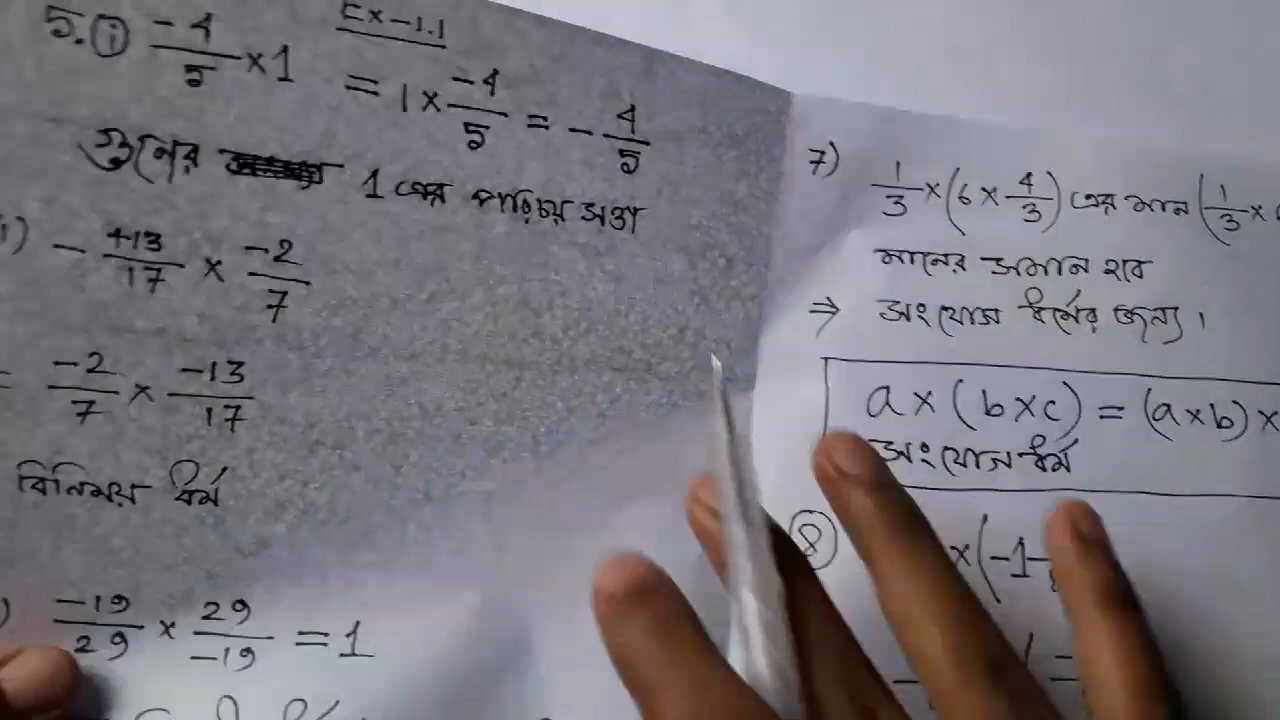 Ex-1.1
5. (i) -4/5 × 1 = 1 × -4/5 = - 4/5
গুনের 1 এর পরিচয় সত্তা
i) - +13/17 × -2/7
= -2/7 × -13/17
বিনিময় ধর্ম
) -19/29 × 29/-19 = 1
7) 1/3 × (6 × 4/3) এর মান (1/3 ×
মানের সমান হবে
⇒ সংযোগ ধর্মের জন্য।
a × (b × c) = (a × b) ×
সংযোগ ধর্ম
(8) × (-1 -